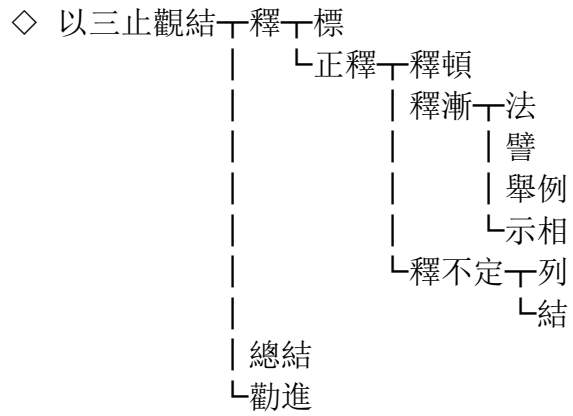 ◇ 以三止觀結┬釋┬標
│ └正釋┬釋頓
│ │釋漸┬法
│ │ │譬
│ │ │舉例
│ │ └示相
│ └釋不定┬列
│ └結
│總結
└勸進